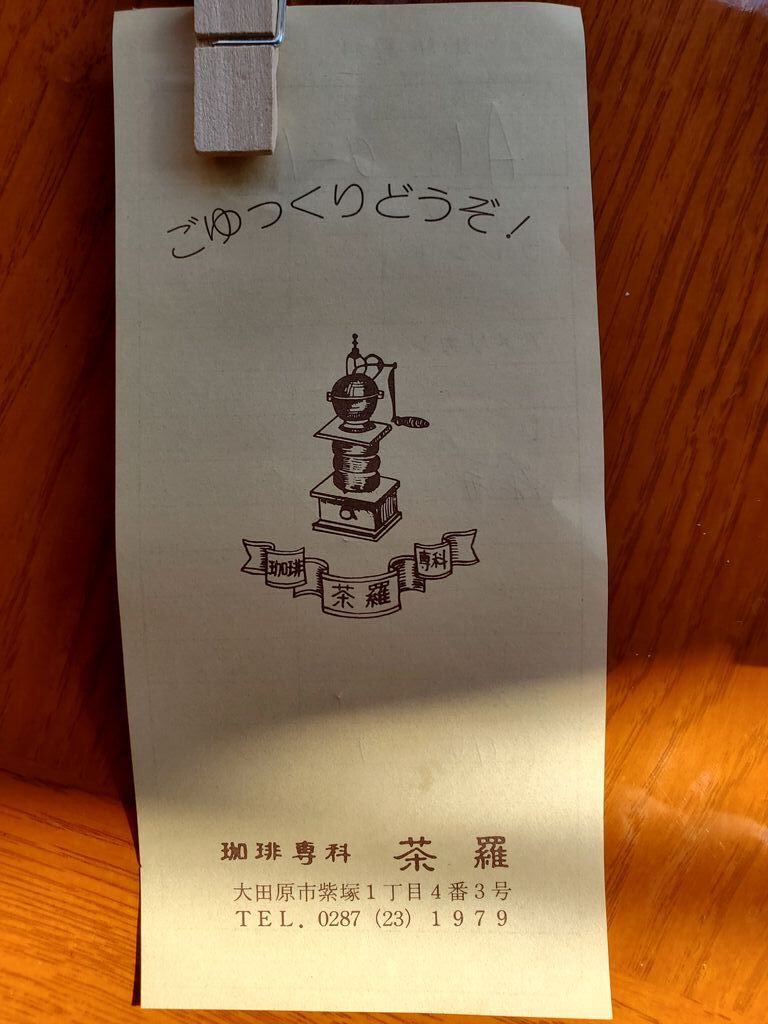 ごゆっくりどうぞ！
珈琲 茶羅 専科
珈琲専科 茶羅
大田原市紫塚１丁目４番３号
ＴＥＬ．0287（23）１９７９